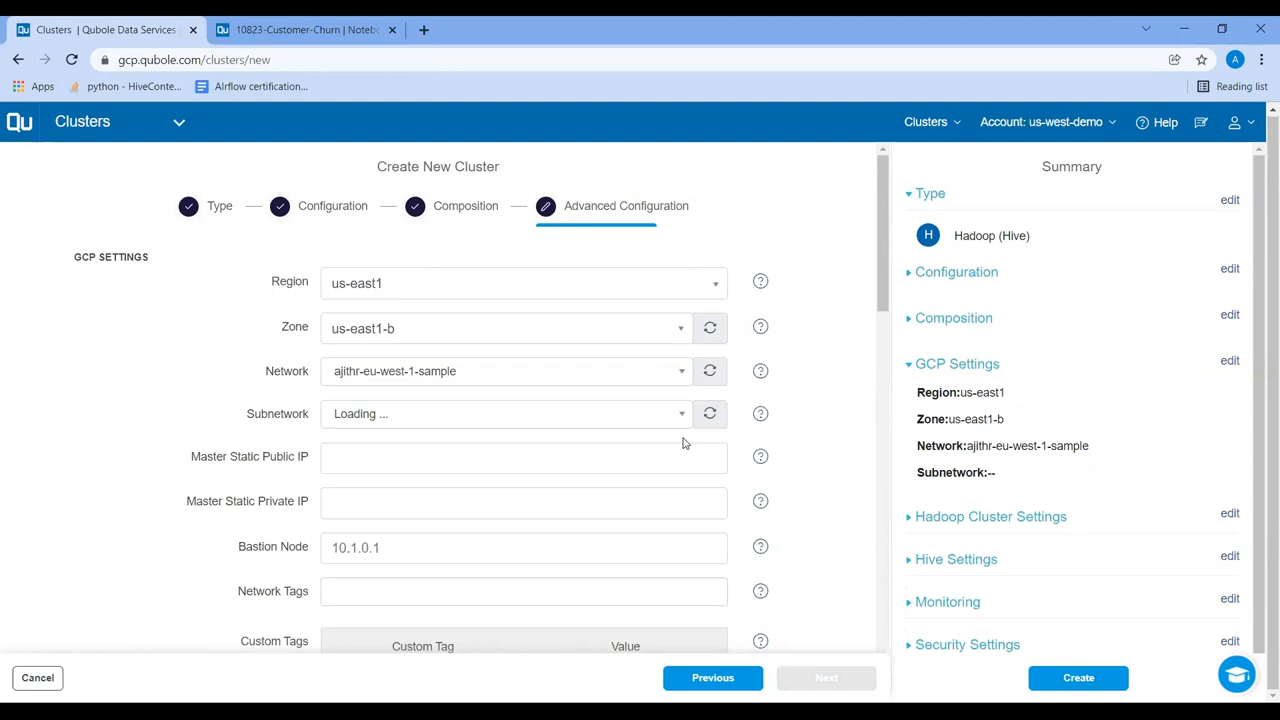 Clusters | Qubole Data Services
10823-Customer-Churn | Noteb
gcp.qubole.com/clusters/new
A
Apps
python - HiveConte...
Airflow certification...
Reading list
Qu
Clusters
Clusters
Account: us-west-demo
Help
Create New Cluster
Type
Configuration
Composition
Advanced Configuration
GCP SETTINGS
Region
us-east1
Zone
us-east1-b
Network
ajithr-eu-west-1-sample
Subnetwork
Loading ...
Master Static Public IP
Master Static Private IP
Bastion Node
10.1.0.1
Network Tags
Custom Tags
Custom Tag
Value
Cancel
Previous
Next
Summary
Type
edit
H
Hadoop (Hive)
Configuration
edit
Composition
edit
GCP Settings
edit
Region:us-east1
Zone:us-east1-b
Network:ajithr-eu-west-1-sample
Subnetwork:--
Hadoop Cluster Settings
edit
Hive Settings
edit
Monitoring
edit
Security Settings
edit
Create